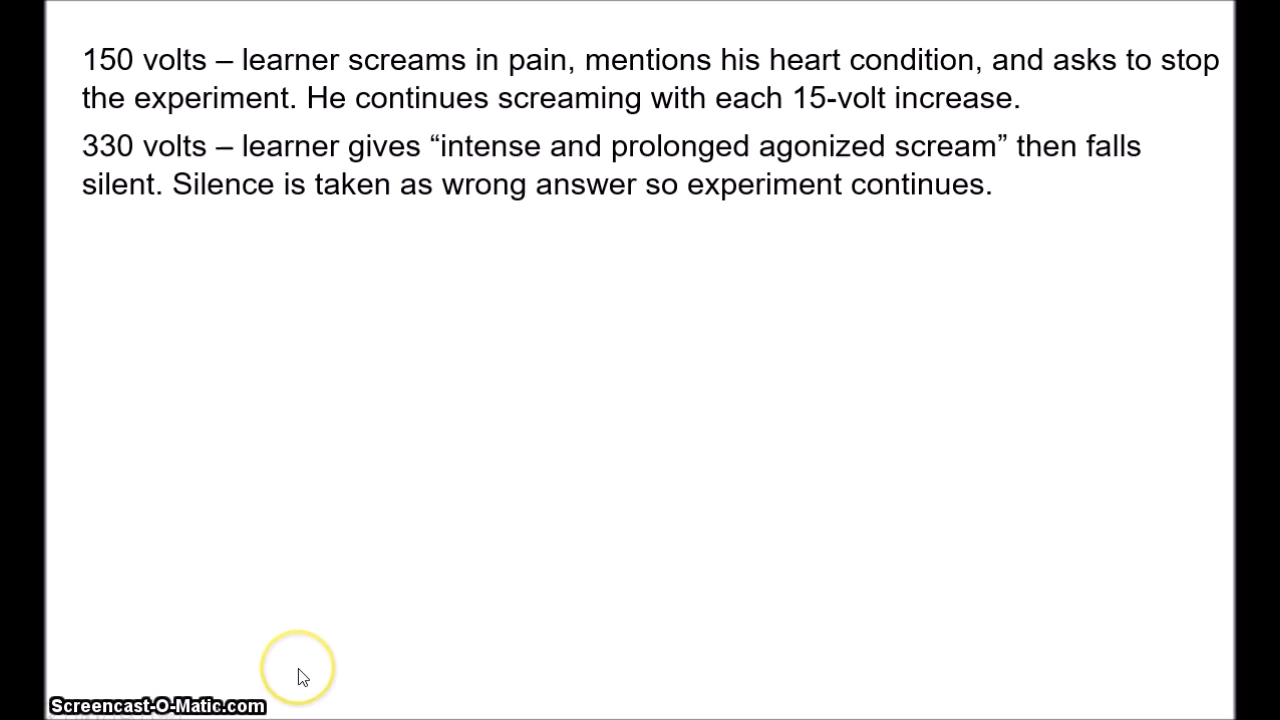 150 volts – learner screams in pain, mentions his heart condition, and asks to stop
the experiment. He continues screaming with each 15-volt increase.
330 volts – learner gives “intense and prolonged agonized scream” then falls
silent. Silence is taken as wrong answer so experiment continues.
Screencast-O-Matic.com